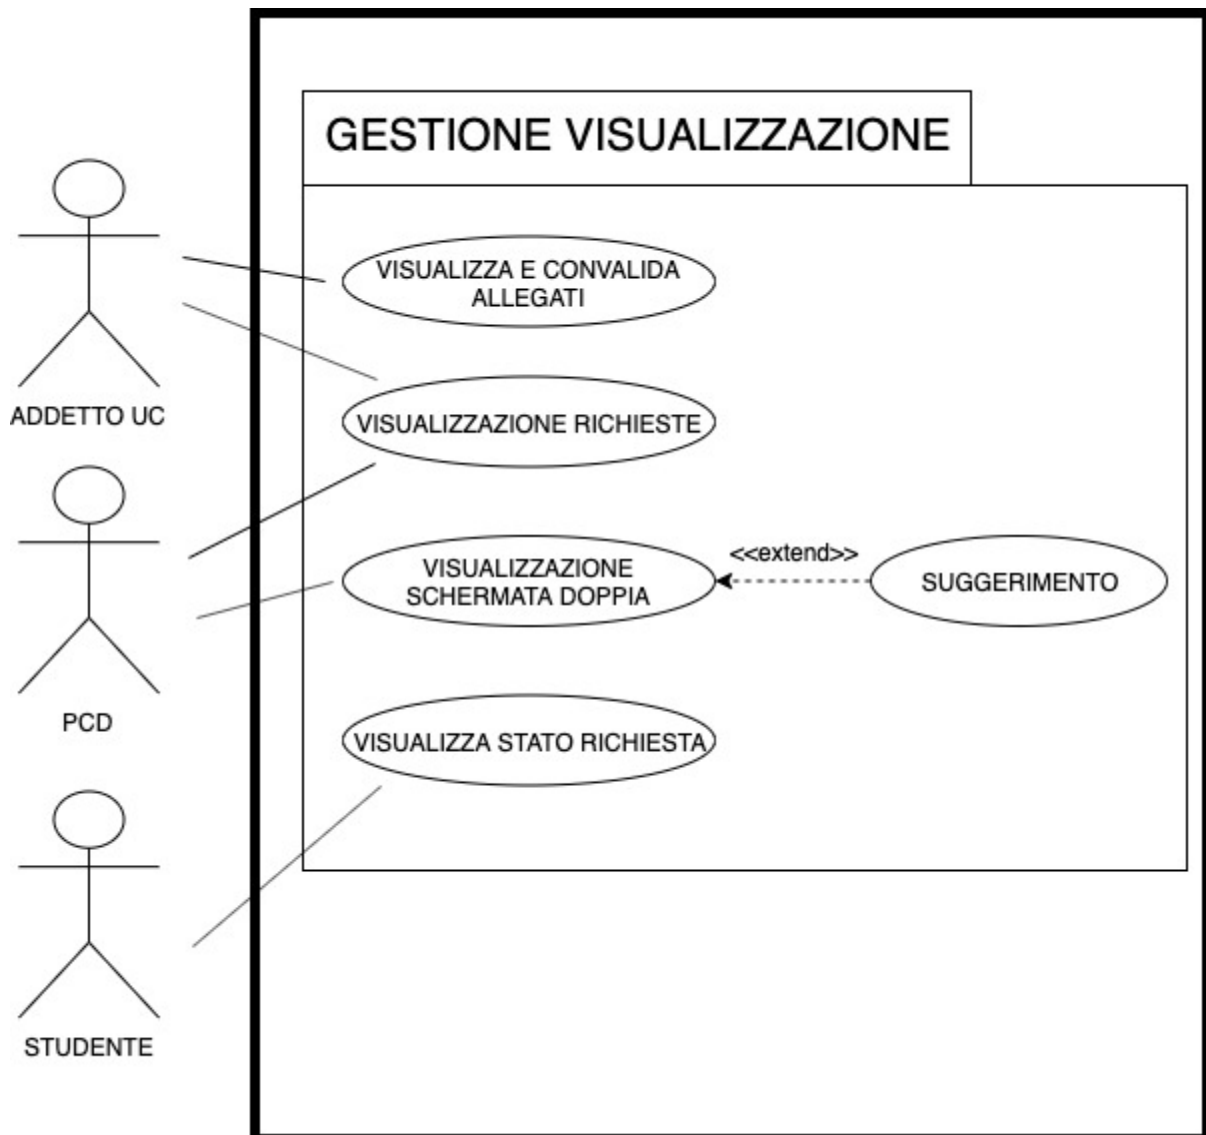 GESTIONE VISUALIZZAZIONE
VISUALIZZA E CONVALIDA
ALLEGATI
ADDETTO UC
VISUALIZZAZIONE RICHIESTE
VISUALIZZAZIONE
SCHERMATA DOPPIA
<<extend>>
SUGGERIMENTO
PCD
VISUALIZZA STATO RICHIESTA
STUDENTE